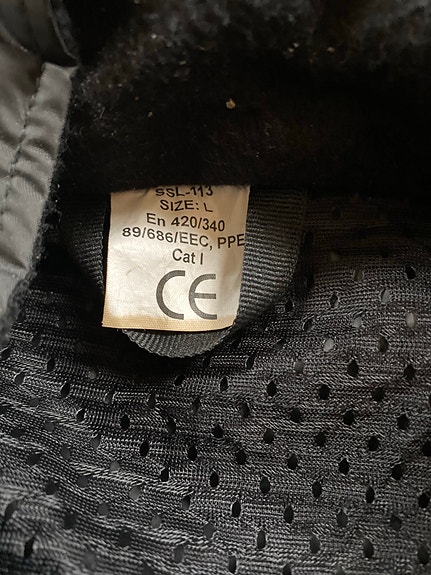 SSL-113
SIZE: L
En 420/340
89/686/EEC, PPE
Cat I
CE